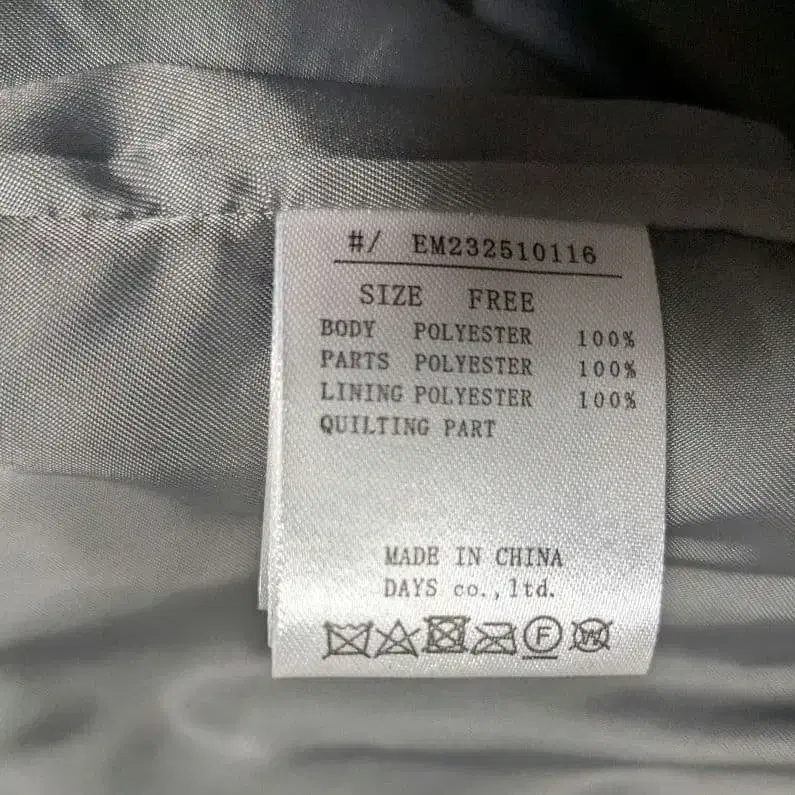 #/ EM232510116
SIZE FREE
BODY POLYESTER 100%
PARTS POLYESTER 100%
LINING POLYESTER 100%
QUILTING PART
MADE IN CHINA
DAYS co.,ltd.
F W